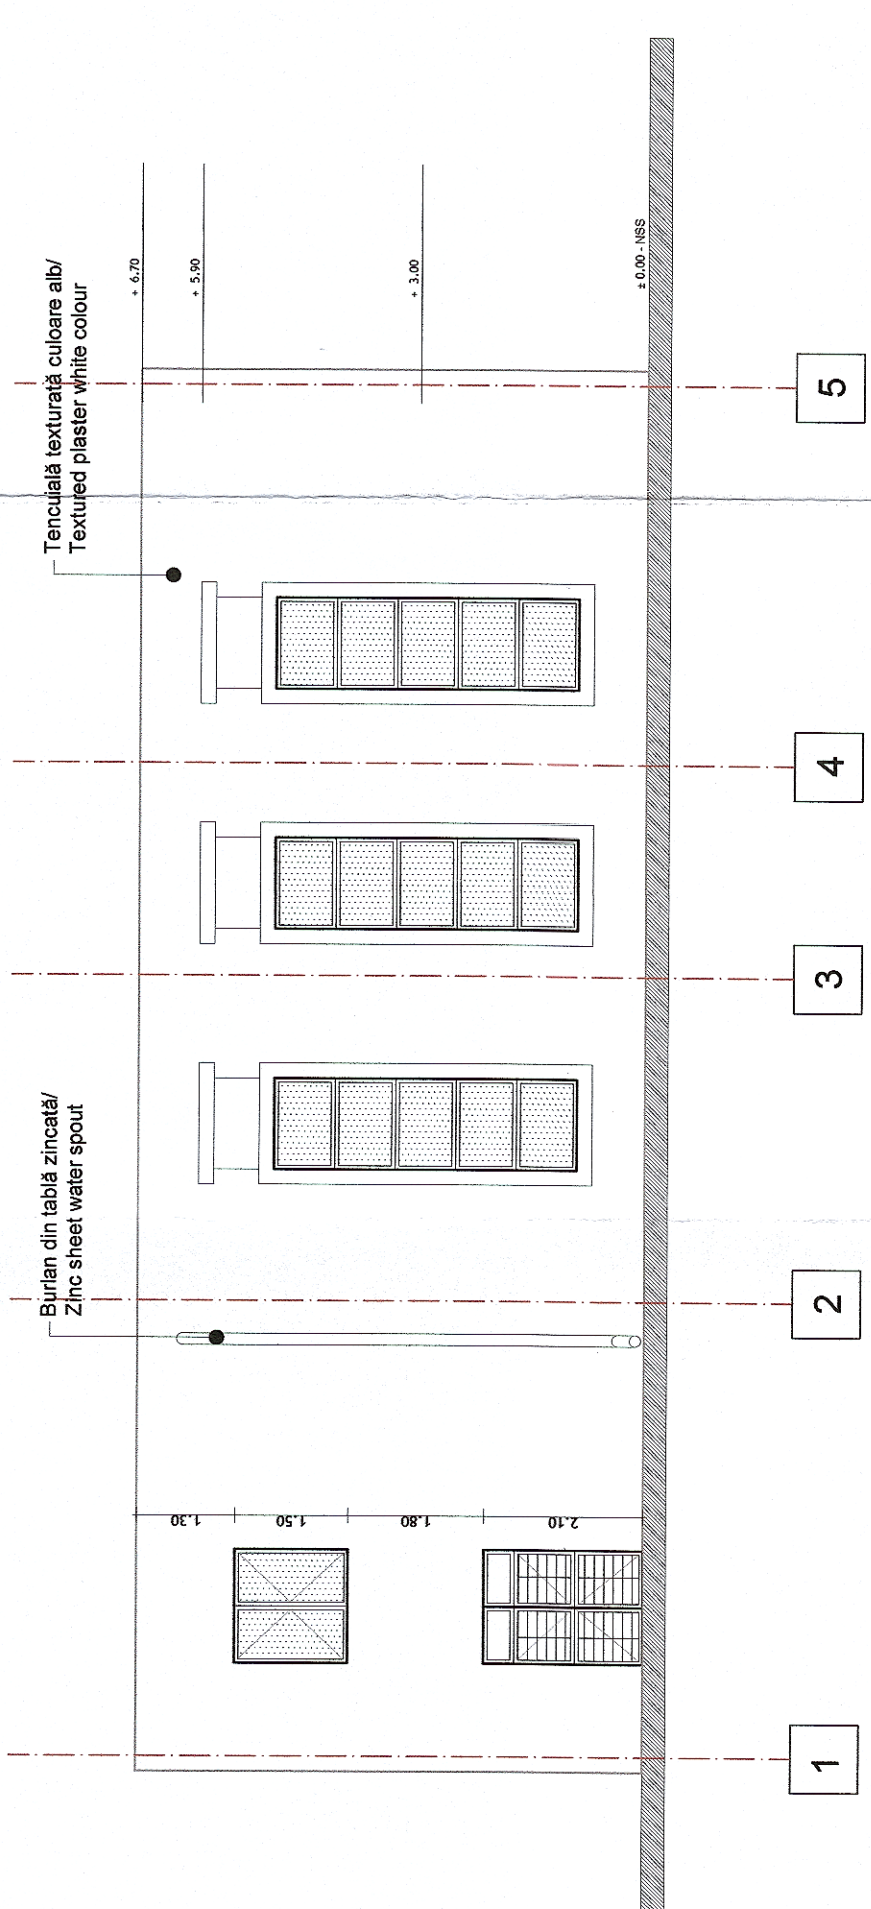 Tencuială texturată culoare alb/
Textured plaster white colour
+ 6.70
+ 5.90
+ 3.00
± 0.00 - NSS
Burlan din tablă zincată/
Zinc sheet water spout
1.30
1.50
1.80
2.10
1
2
3
4
5